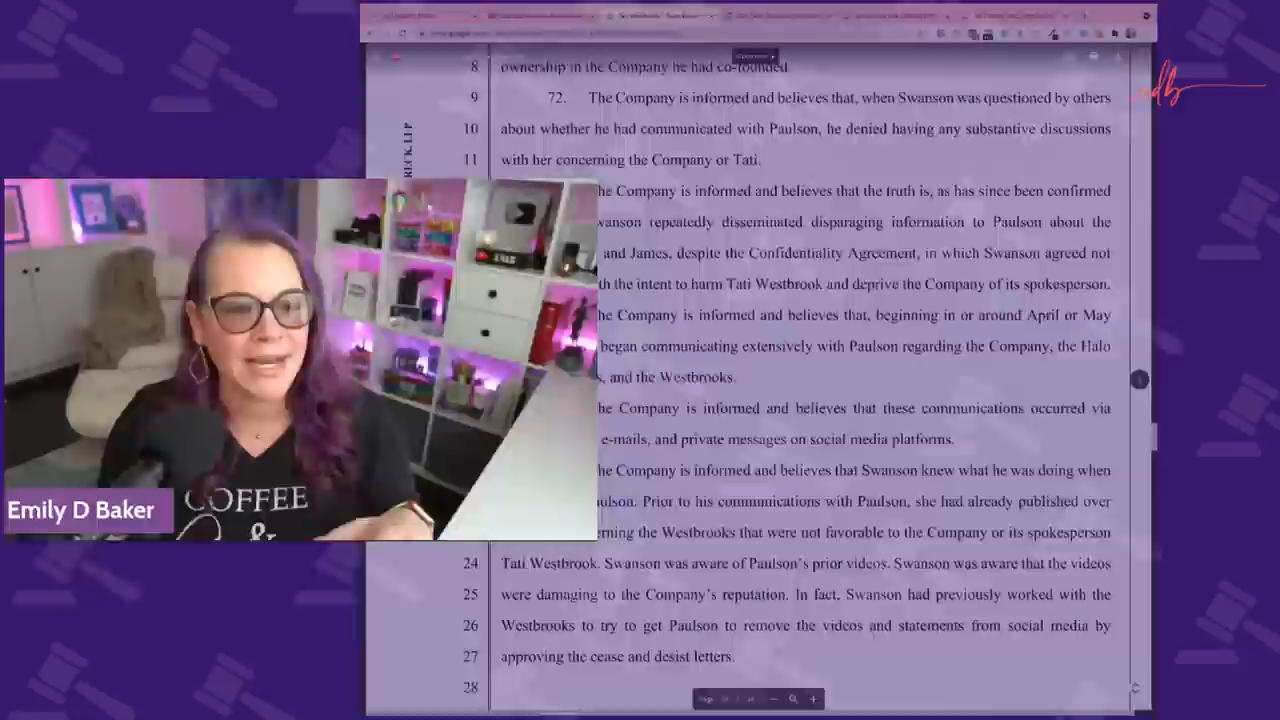 8 ownership in the Company he had co-founded.
9 72. The Company is informed and believes that, when Swanson was questioned by others
10 about whether he had communicated with Paulson, he denied having any substantive discussions
11 with her concerning the Company or Tati.
he Company is informed and believes that the truth is, as has since been confirmed
wanson repeatedly disseminated disparaging information to Paulson about the
and James, despite the Confidentiality Agreement, in which Swanson agreed not
th the intent to harm Tati Westbrook and deprive the Company of its spokesperson.
he Company is informed and believes that, beginning in or around April or May
began communicating extensively with Paulson regarding the Company, the Halo
s, and the Westbrooks.
he Company is informed and believes that these communications occurred via
e-mails, and private messages on social media platforms.
he Company is informed and believes that Swanson knew what he was doing when
aulson. Prior to his communications with Paulson, she had already published over
erning the Westbrooks that were not favorable to the Company or its spokesperson
24 Tati Westbrook. Swanson was aware of Paulson's prior videos. Swanson was aware that the videos
25 were damaging to the Company's reputation. In fact, Swanson had previously worked with the
26 Westbrooks to try to get Paulson to remove the videos and statements from social media by
27 approving the cease and desist letters.
28
RECK LLP
edb
COFFEE
&
Emily D Baker
Page